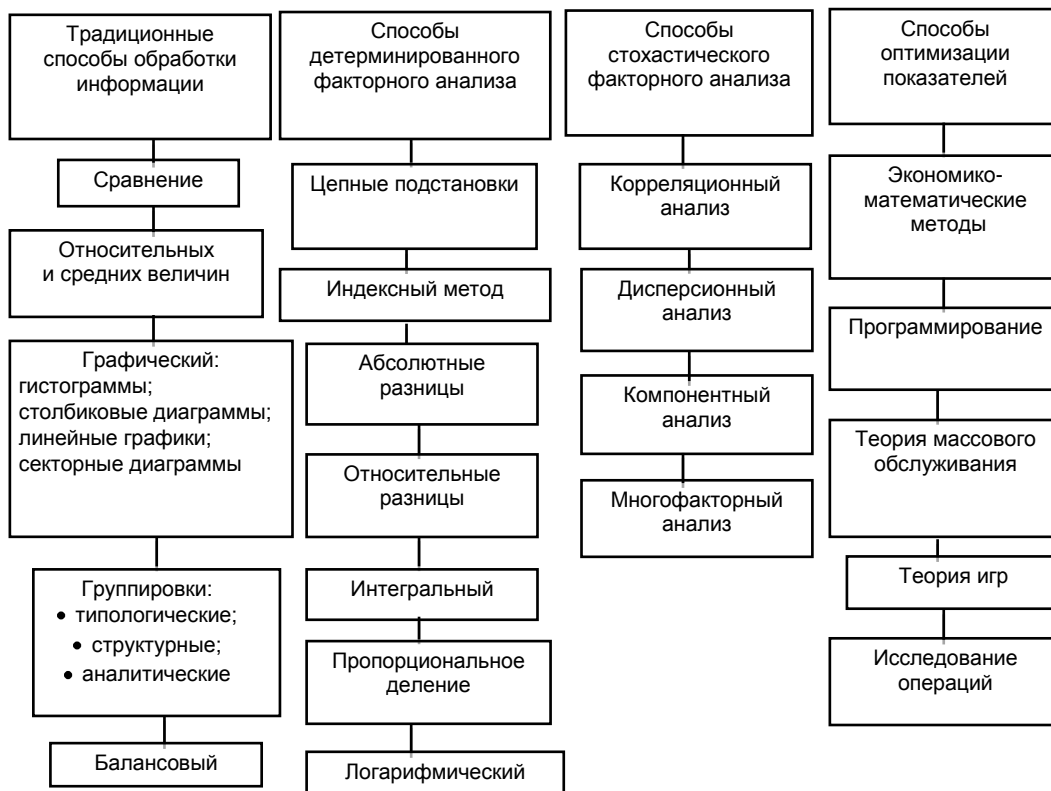 Традиционные
способы обработки
информации
Сравнение
Относительных
и средних величин
Графический:
гистограммы;
столбиковые диаграммы;
линейные графики;
секторные диаграммы
Группировки:
• типологические;
• структурные;
• аналитические
Балансовый
Способы
детерминированного
факторного анализа
Цепные подстановки
Индексный метод
Абсолютные
разницы
Относительные
разницы
Интегральный
Пропорциональное
деление
Логарифмический
Способы
стохастического
факторного анализа
Корреляционный
анализ
Дисперсионный
анализ
Компонентный
анализ
Многофакторный
анализ
Способы
оптимизации
показателей
Экономико-
математические
методы
Программирование
Теория массового
обслуживания
Теория игр
Исследование
операций